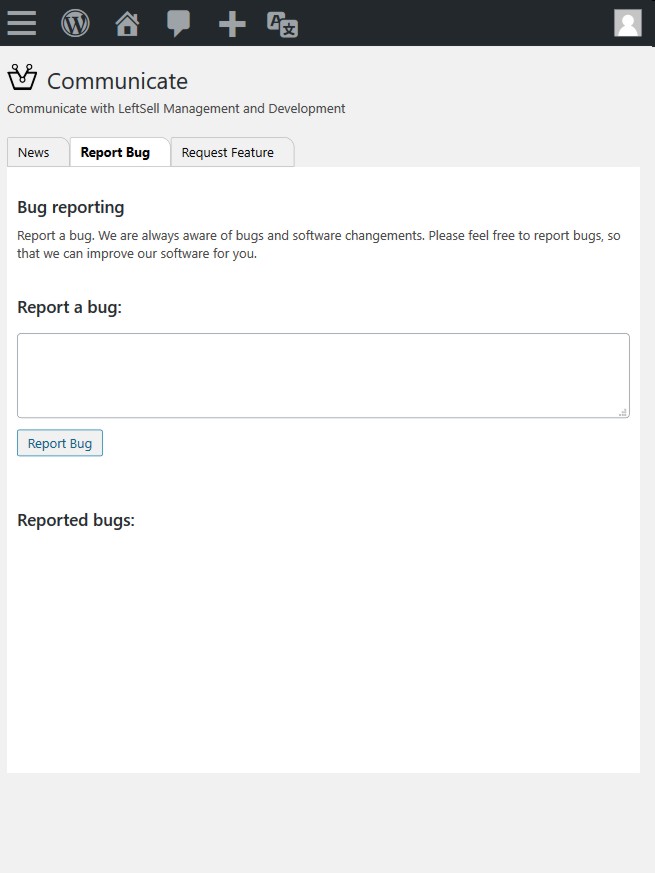 Communicate
Communicate with LeftSell Management and Development
News
Report Bug
Request Feature
Bug reporting
Report a bug. We are always aware of bugs and software changements. Please feel free to report bugs, so
that we can improve our software for you.
Report a bug:
Report Bug
Reported bugs: